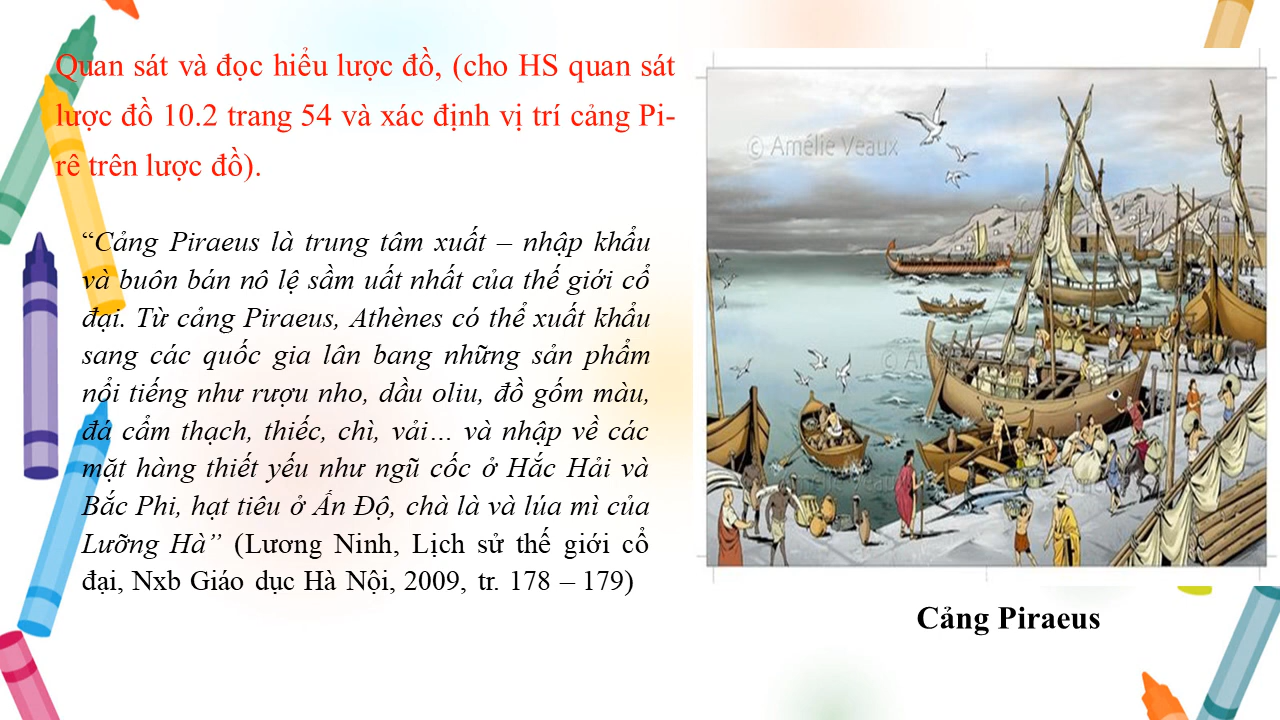 Quan sát và đọc hiểu lược đồ, (cho HS quan sát
lược đồ 10.2 trang 54 và xác định vị trí cảng Pi-
rê trên lược đồ).
“Cảng Piraeus là trung tâm xuất – nhập khẩu
và buôn bán nô lệ sầm uất nhất của thế giới cổ
đại. Từ cảng Piraeus, Athènes có thể xuất khẩu
sang các quốc gia lân bang những sản phẩm
nổi tiếng như rượu nho, dầu oliu, đồ gốm màu,
đá cẩm thạch, thiếc, chì, vải… và nhập về các
mặt hàng thiết yếu như ngũ cốc ở Hắc Hải và
Bắc Phi, hạt tiêu ở Ấn Độ, chà là và lúa mì của
Lưỡng Hà” (Lương Ninh, Lịch sử thế giới cổ
đại, Nxb Giáo dục Hà Nội, 2009, tr. 178 – 179)
© Amélie Veaux
Cảng Piraeus